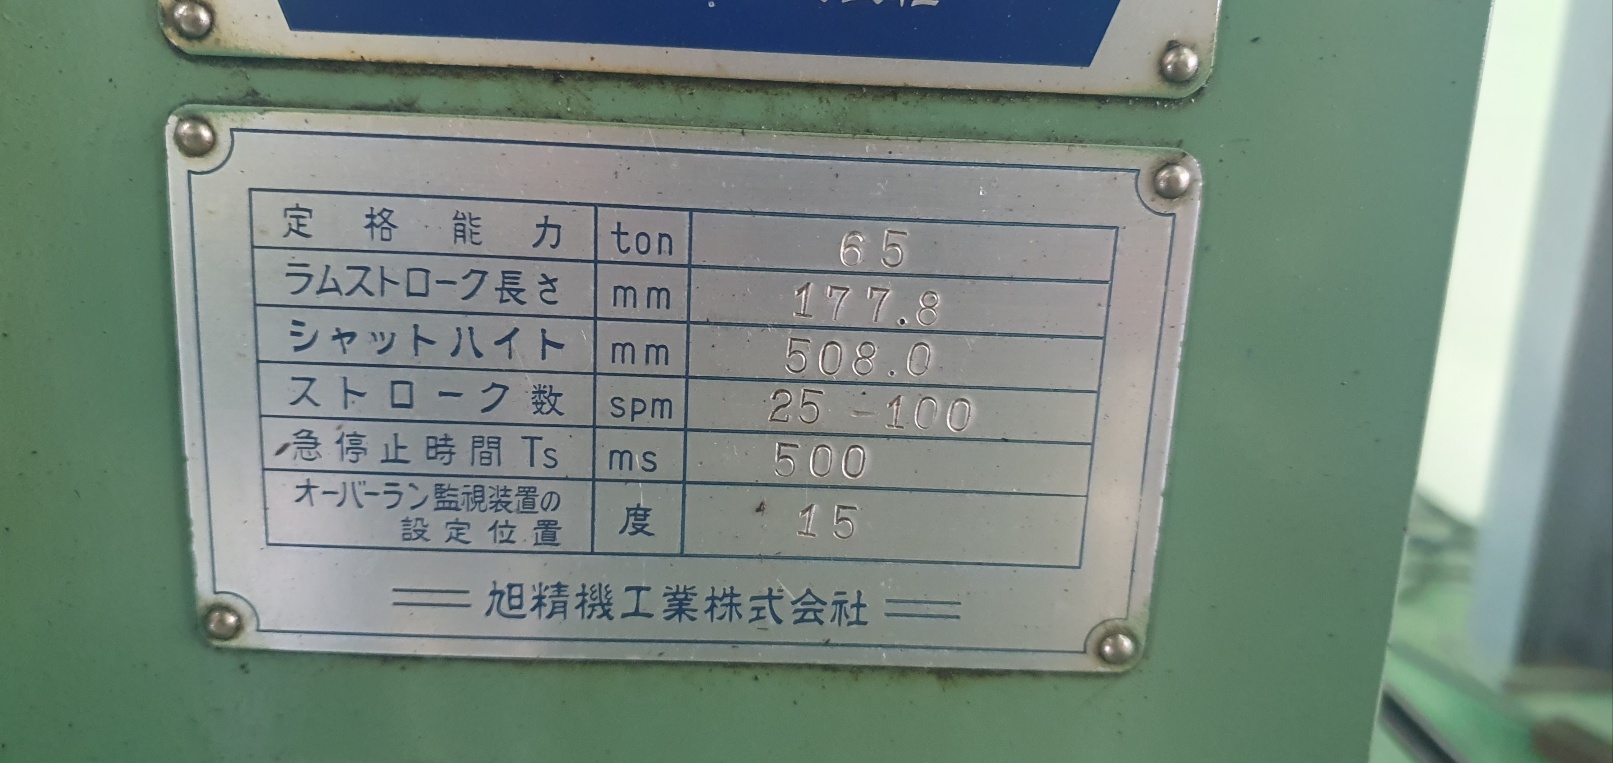 定格能力 ton 65
ラムストローク長さ mm 177.8
シャットハイト mm 508.0
ストローク数 spm 25-100
急停止時間 Ts ms 500
オーバーラン監視装置の
設定位置 度 15
旭精機工業株式会社